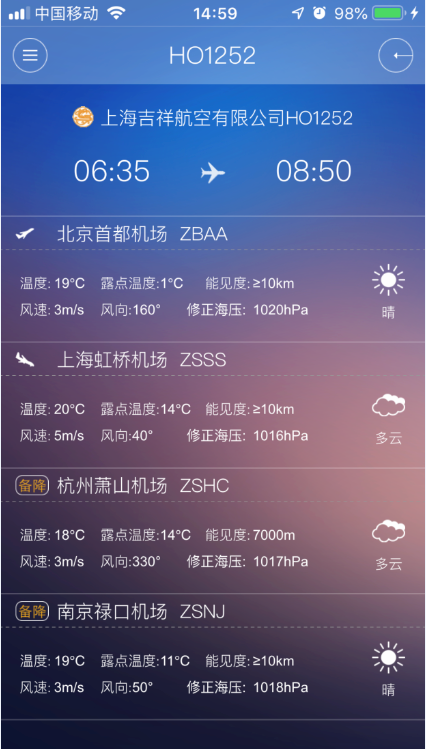 中国移动 14:59 98%
HO1252
上海吉祥航空有限公司HO1252
06:35 08:50
北京首都机场 ZBAA
温度: 19°C 露点温度:1°C 能见度: ≥10km
风速: 3m/s 风向:160° 修正海压: 1020hPa
晴
上海虹桥机场 ZSSS
温度: 20°C 露点温度:14°C 能见度: ≥10km
风速: 5m/s 风向:40° 修正海压: 1016hPa
多云
备降 杭州萧山机场 ZSHC
温度: 18°C 露点温度:14°C 能见度: 7000m
风速: 3m/s 风向:330° 修正海压: 1017hPa
多云
备降 南京禄口机场 ZSNJ
温度: 19°C 露点温度:11°C 能见度: ≥10km
风速: 3m/s 风向:50° 修正海压: 1018hPa
晴